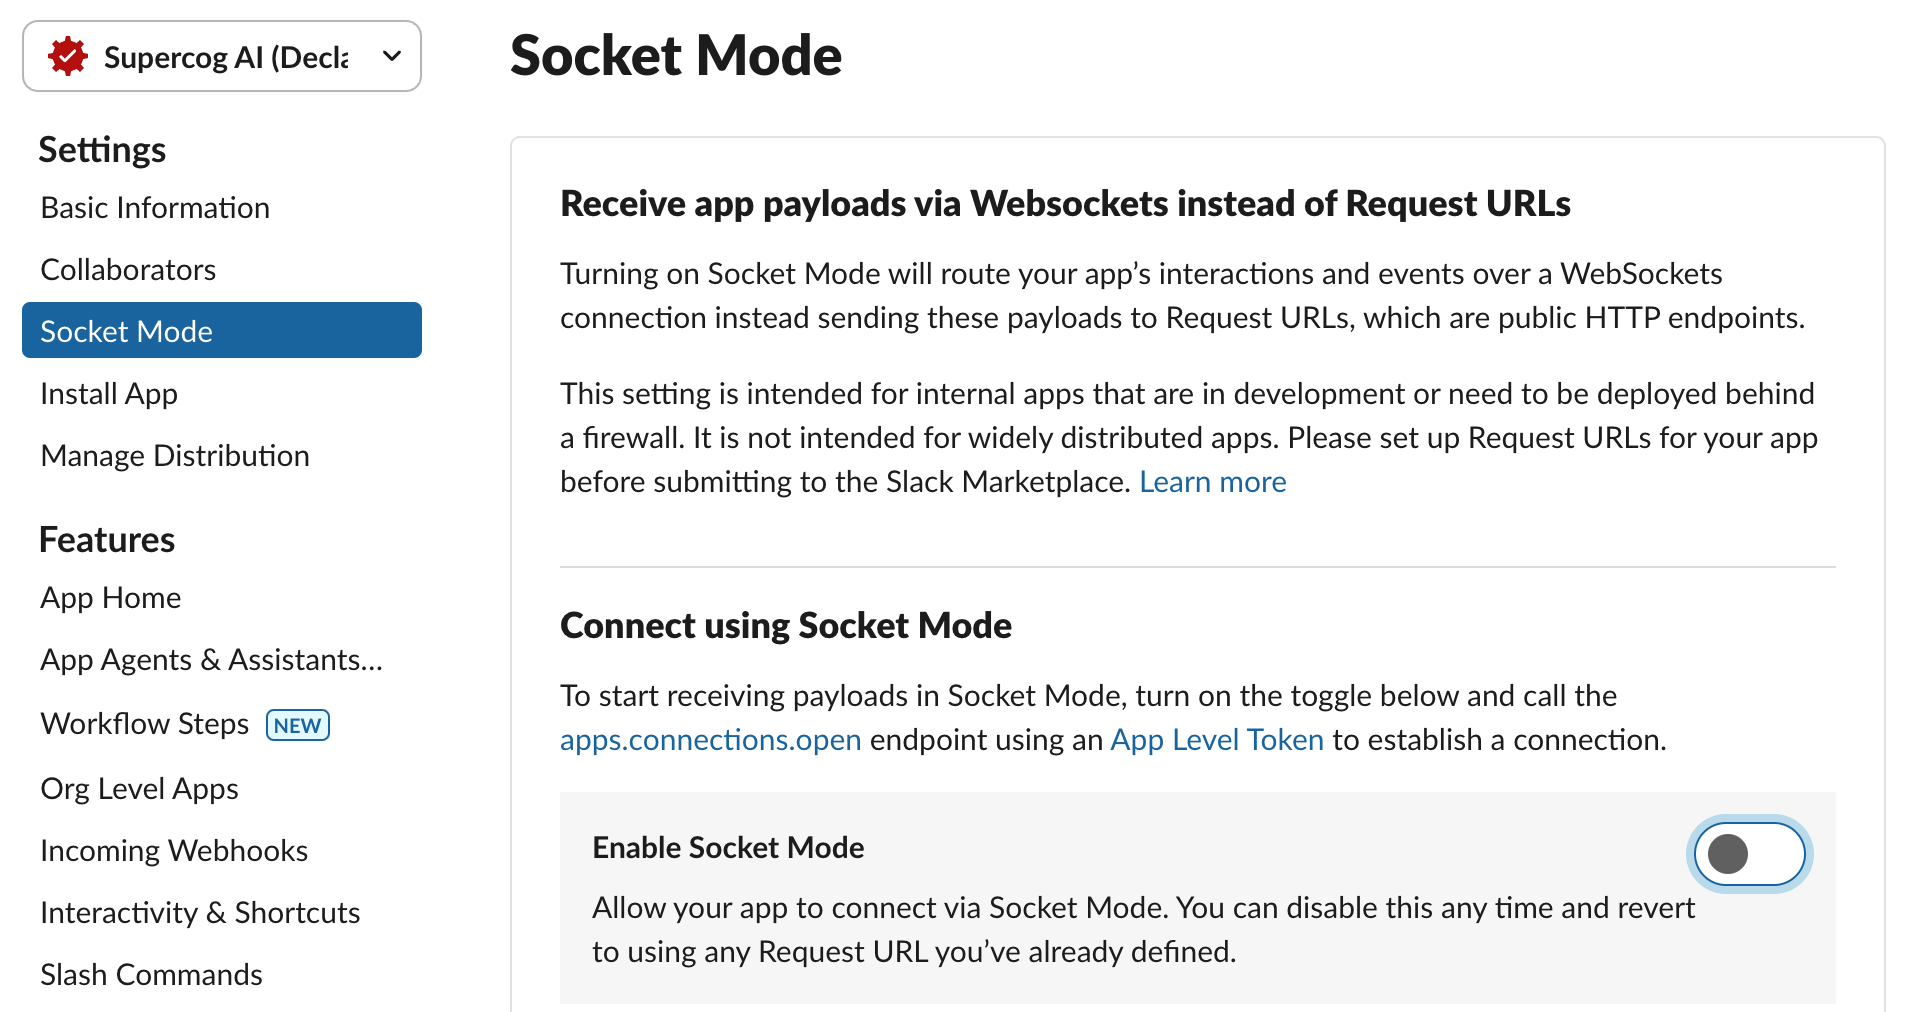 Supercog AI (Decla
Settings
Basic Information
Collaborators
Socket Mode
Install App
Manage Distribution
Features
App Home
App Agents & Assistants...
Workflow Steps NEW
Org Level Apps
Incoming Webhooks
Interactivity & Shortcuts
Slash Commands
Socket Mode
Receive app payloads via Websockets instead of Request URLs
Turning on Socket Mode will route your app’s interactions and events over a WebSockets
connection instead sending these payloads to Request URLs, which are public HTTP endpoints.
This setting is intended for internal apps that are in development or need to be deployed behind
a firewall. It is not intended for widely distributed apps. Please set up Request URLs for your app
before submitting to the Slack Marketplace. Learn more
Connect using Socket Mode
To start receiving payloads in Socket Mode, turn on the toggle below and call the
apps.connections.open endpoint using an App Level Token to establish a connection.
Enable Socket Mode
Allow your app to connect via Socket Mode. You can disable this any time and revert
to using any Request URL you’ve already defined.